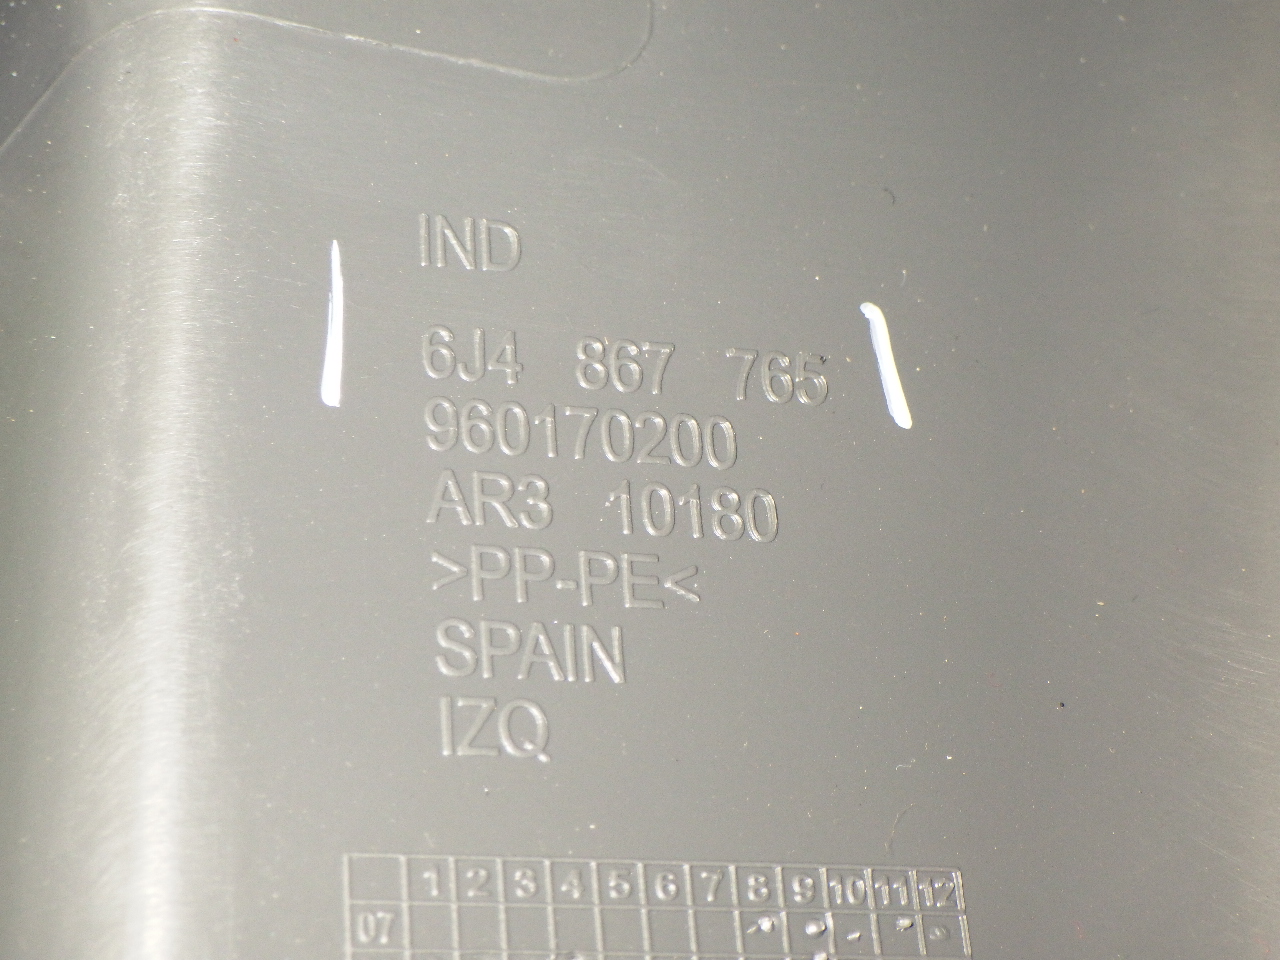 IND
6J4 867 765
960170200
AR3 10180
>PP-PE<
SPAIN
IZQ
1 2 3 4 5 6 7 8 9 10 11 12
07